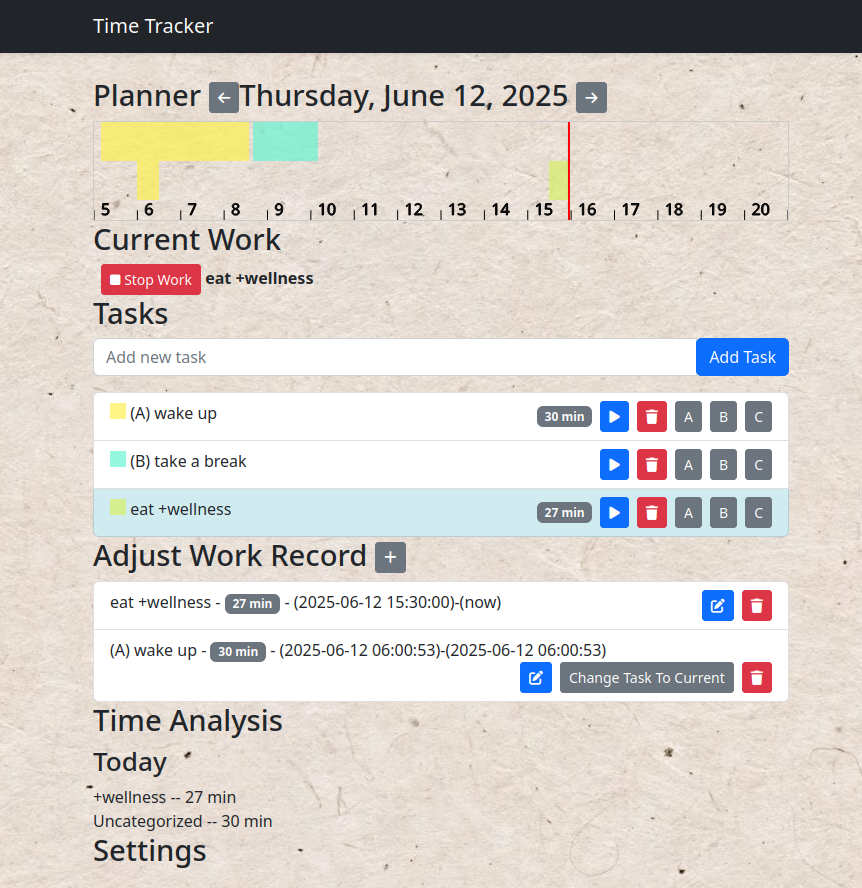 Time Tracker
Planner ← Thursday, June 12, 2025 →
5 6 7 8 9 10 11 12 13 14 15 16 17 18 19 20
Current Work
Stop Work eat +wellness
Tasks
Add new task Add Task
(A) wake up 30 min A B C
(B) take a break A B C
eat +wellness 27 min A B C
Adjust Work Record +
eat +wellness - 27 min - (2025-06-12 15:30:00)-(now)
(A) wake up - 30 min - (2025-06-12 06:00:53)-(2025-06-12 06:00:53)
Change Task To Current
Time Analysis
Today
+wellness -- 27 min
Uncategorized -- 30 min
Settings